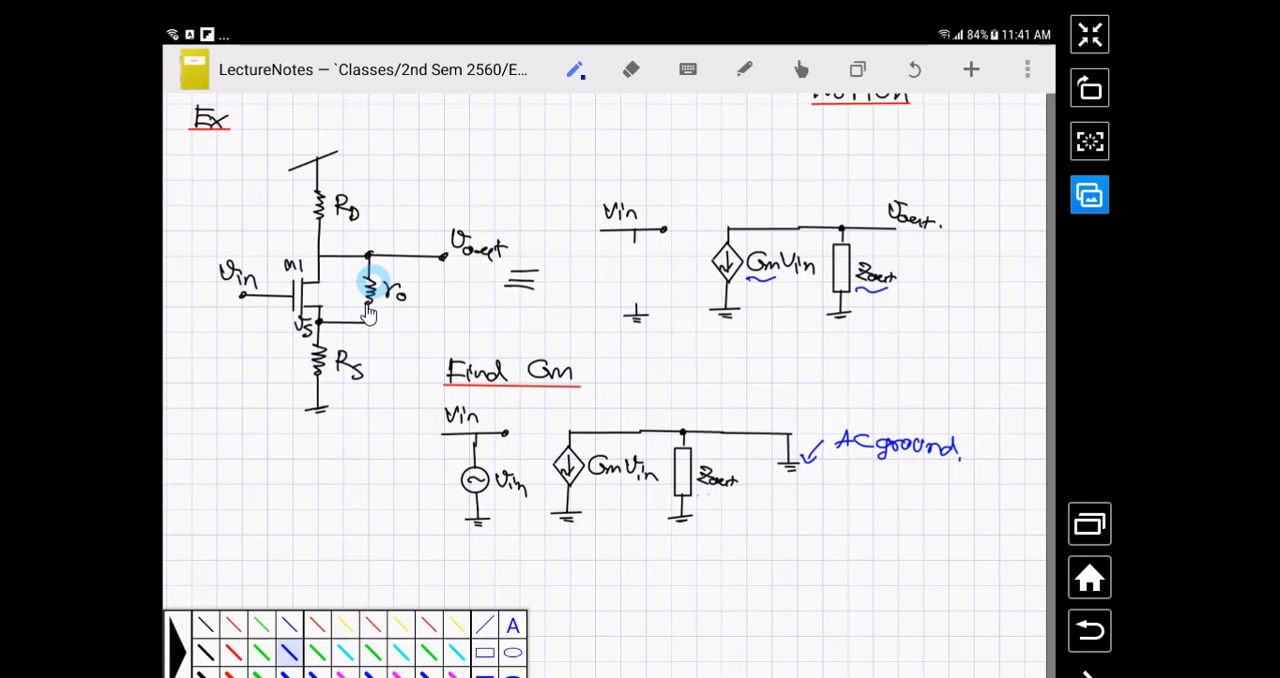 84% 11:41 AM
LectureNotes — `Classes/2nd Sem 2560/E...
Ex
RD
Vout
Vin
M1
ro
VS
RS
Vin
GmVin
Zout
Vout.
Find Gm
Vin
Vin
GmVin
Zout
AC ground.
A